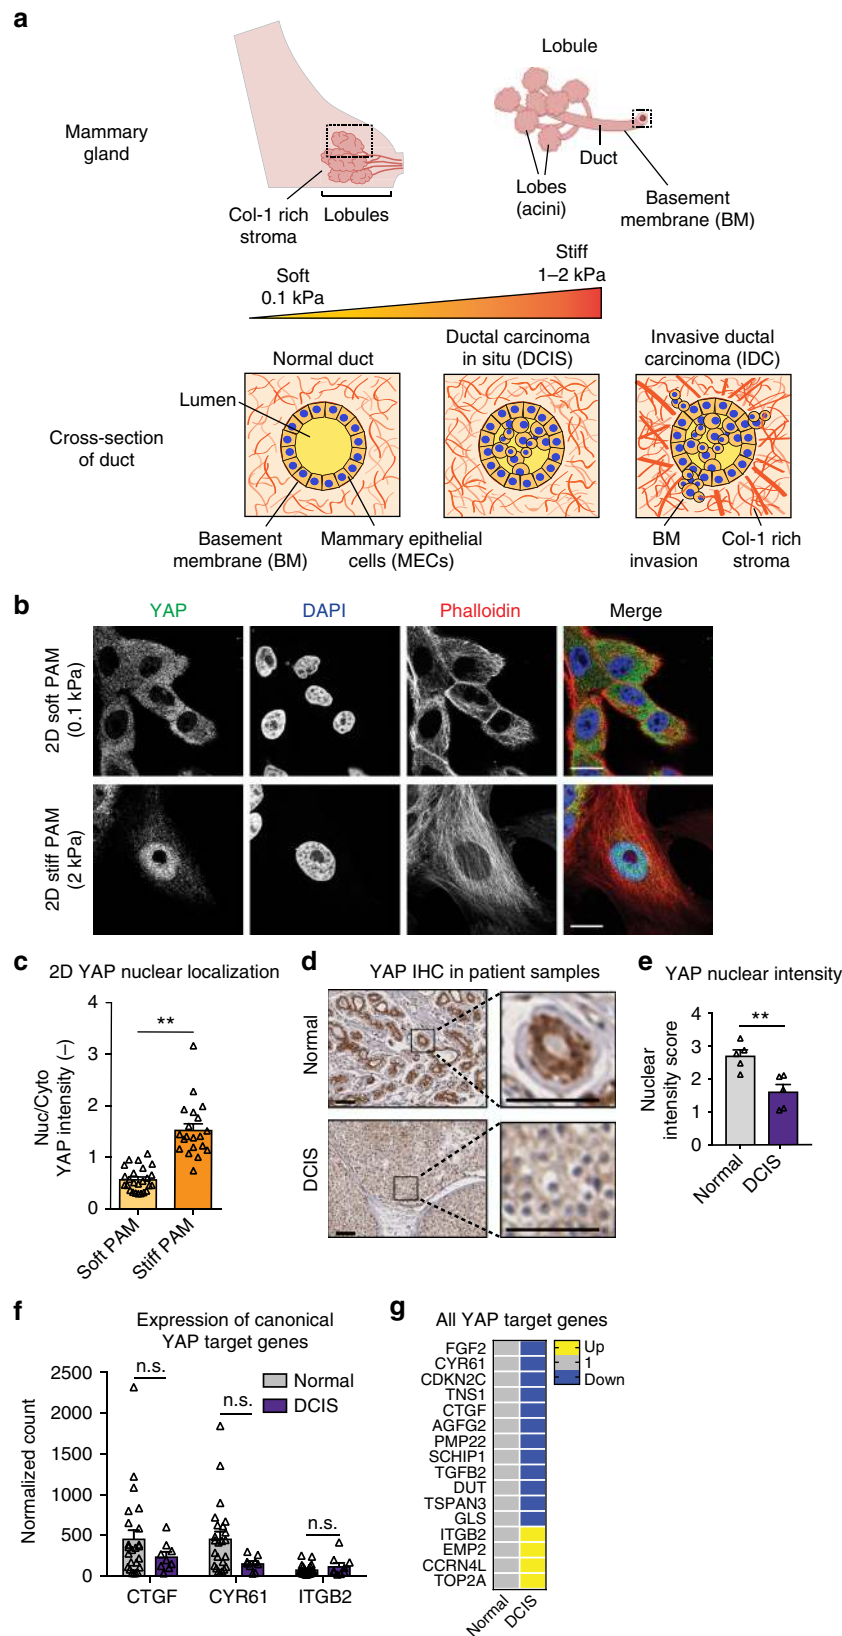 a
Lobule
Mammary
gland
Duct
Lobes
(acini)
Basement
membrane (BM)
Col-1 rich
stroma
Lobules
Soft
0.1 kPa
Stiff
1–2 kPa
Normal duct
Ductal carcinoma
in situ (DCIS)
Invasive ductal
carcinoma (IDC)
Lumen
Cross-section
of duct
Basement
membrane (BM)
Mammary epithelial
cells (MECs)
BM
invasion
Col-1 rich
stroma
b
YAP
DAPI
Phalloidin
Merge
2D soft PAM
(0.1 kPa)
2D stiff PAM
(2 kPa)
c
2D YAP nuclear localization
Nuc/Cyto
YAP intensity (–)
4
3
2
1
0
**
Soft PAM
Stiff PAM
d
YAP IHC in patient samples
Normal
DCIS
e
YAP nuclear intensity
Nuclear
intensity score
4
3
2
1
0
**
Normal
DCIS
f
Expression of canonical
YAP target genes
Normalized count
2500
2000
1500
1000
500
0
n.s.
n.s.
n.s.
Normal
DCIS
CTGF
CYR61
ITGB2
g
All YAP target genes
FGF2
CYR61
CDKN2C
TNS1
CTGF
AGFG2
PMP22
SCHIP1
TGFB2
DUT
TSPAN3
GLS
ITGB2
EMP2
CCRN4L
TOP2A
Up
1
Down
Normal
DCIS